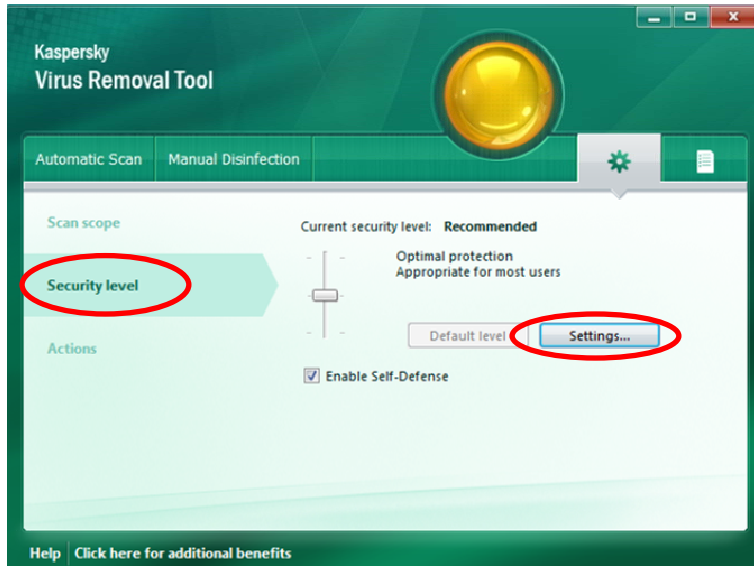 Kaspersky
Virus Removal Tool
Automatic Scan
Manual Disinfection
Scan scope
Security level
Actions
Current security level: Recommended
Optimal protection
Appropriate for most users
Default level
Settings...
Enable Self-Defense
Help
Click here for additional benefits